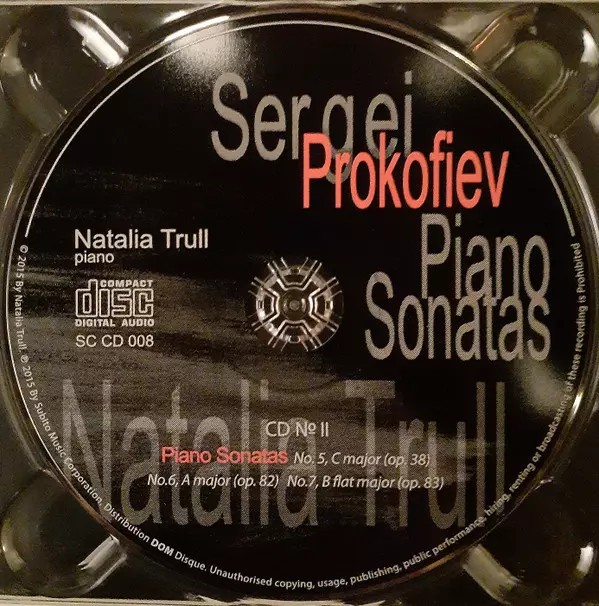 Sergei
Prokofiev
Piano
Sonatas
Natalia Trull
piano
COMPACT
disc
DIGITAL AUDIO
SC CD 008
Natalia Trull
CD № II
Piano Sonatas No. 5, C major (op. 38)
No.6, A major (op. 82) No.7, B flat major (op. 83)
© 2015 By Natalia Trull. ℗ 2015 By Subito Music Corporation. Distribution DOM Disque. Unauthorised copying, usage, publishing, public performance, hiring, renting or broadcasting of these recording is Prohibited